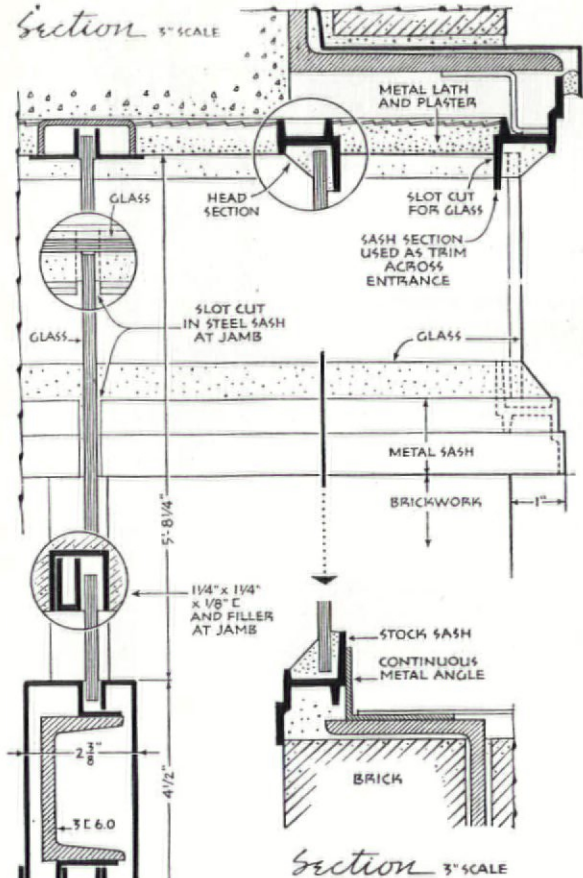 Section 3" SCALE
METAL LATH
AND PLASTER
GLASS
HEAD
SECTION
SLOT CUT
FOR GLASS
SASH SECTION
USED AS TRIM
ACROSS
ENTRANCE
SLOT CUT
IN STEEL SASH
AT JAMB
GLASS
GLASS
METAL SASH
BRICKWORK
1"
5'-8 1/4"
1 1/4" x 1 1/4"
x 1/8" [
AND FILLER
AT JAMB
STOCK SASH
CONTINUOUS
METAL ANGLE
2 3/8"
4 1/2"
BRICK
3 [ 6.0
Section 3" SCALE